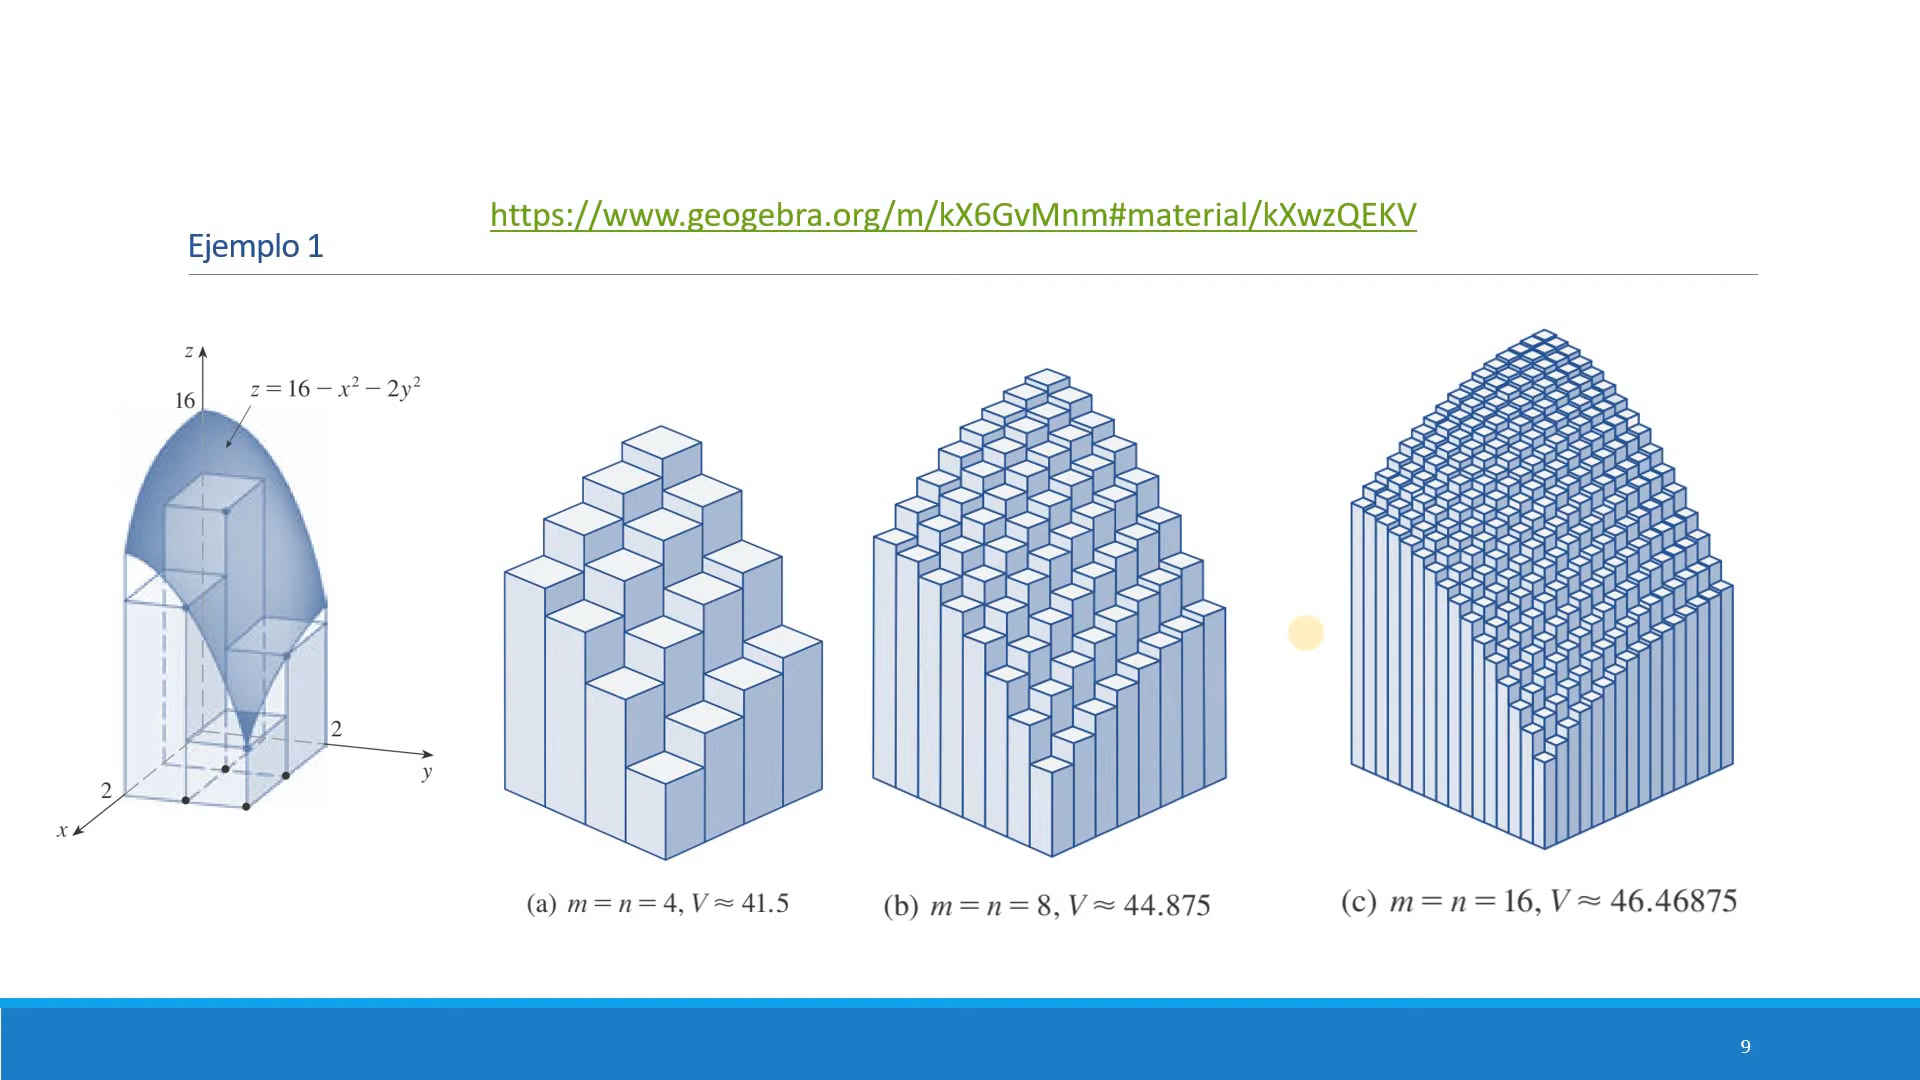 https://www.geogebra.org/m/kX6GvMnm#material/kXwzQEKV
Ejemplo 1
z
16
z = 16 − x² − 2y²
2
y
2
x
(a) m = n = 4, V ≈ 41.5
(b) m = n = 8, V ≈ 44.875
(c) m = n = 16, V ≈ 46.46875
9